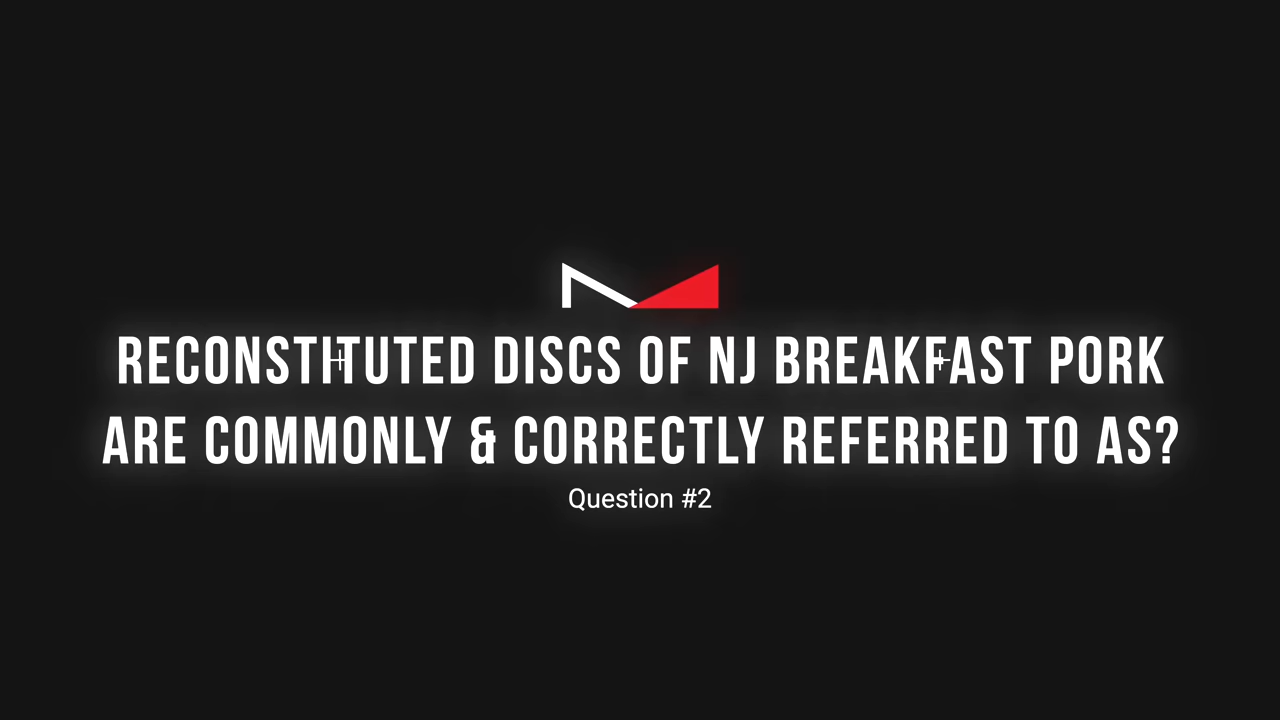 RECONSTITUTED DISCS OF NJ BREAKFAST PORK
ARE COMMONLY & CORRECTLY REFERRED TO AS?
Question #2